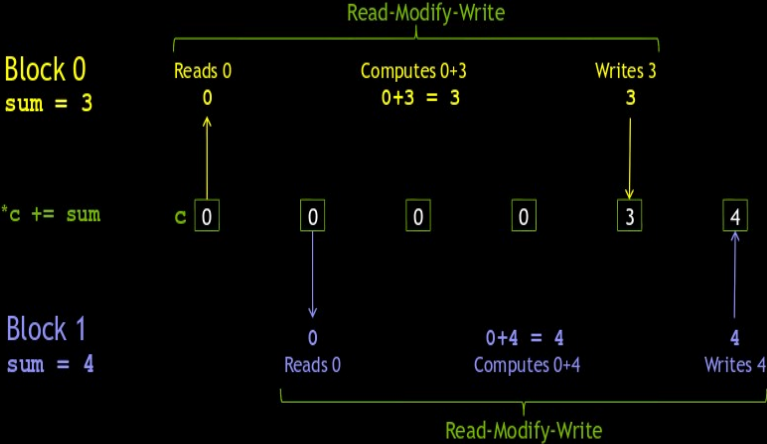 Read-Modify-Write
Block 0
sum = 3
Reads 0
0
Computes 0+3
0+3 = 3
Writes 3
3
*c += sum
c 0 0 0 0 3 4
Block 1
sum = 4
0
Reads 0
0+4 = 4
Computes 0+4
4
Writes 4
Read-Modify-Write